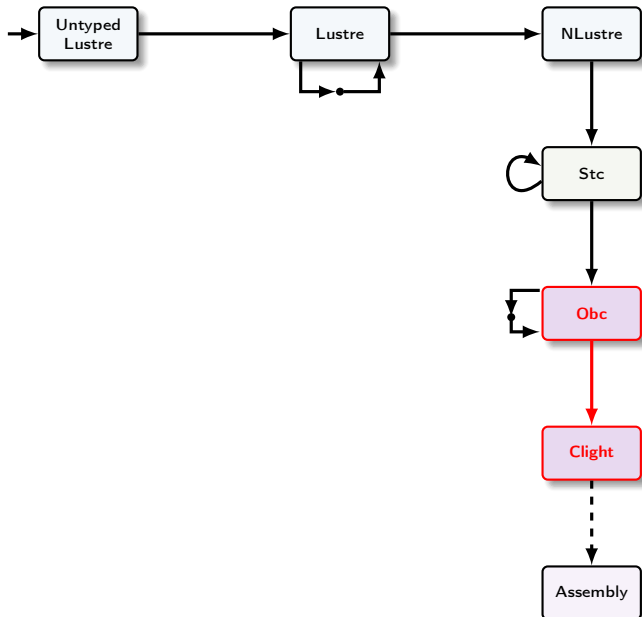 Untyped
Lustre
Lustre
NLustre
Stc
Obc
Clight
Assembly